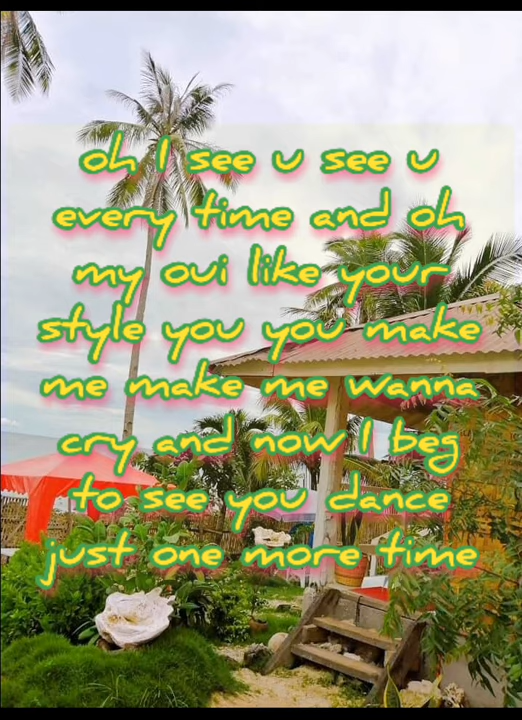 oh I see u see u
every time and oh
my oui like your
style you you make
me make me wanna
cry and now I beg
to see you dance
just one more time